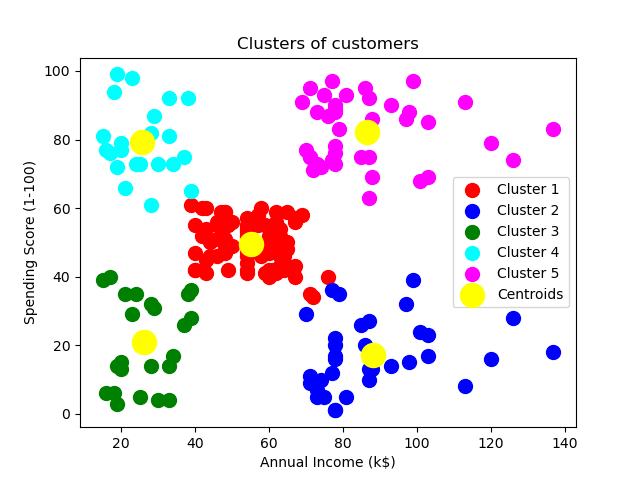 Clusters of customers
100
80
60
40
20
0
Spending Score (1-100)
Cluster 1
Cluster 2
Cluster 3
Cluster 4
Cluster 5
Centroids
20 40 60 80 100 120 140
Annual Income (k$)